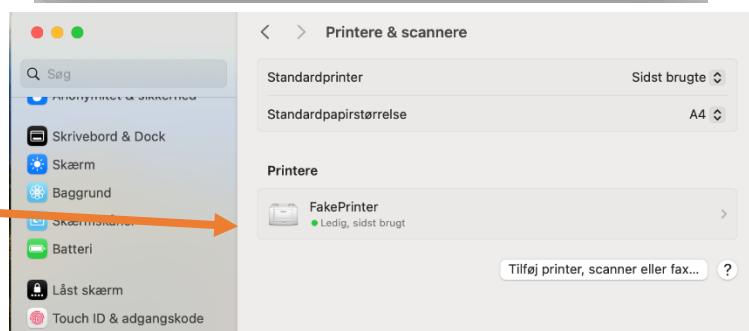 Printere & scannere
Søg
Anonymitet & sikkerhed
Skrivebord & Dock
Skærm
Baggrund
Skærmskåner
Batteri
Låst skærm
Touch ID & adgangskode
Standardprinter Sidst brugte
Standardpapirstørrelse A4
Printere
FakePrinter
Ledig, sidst brugt
Tilføj printer, scanner eller fax... ?